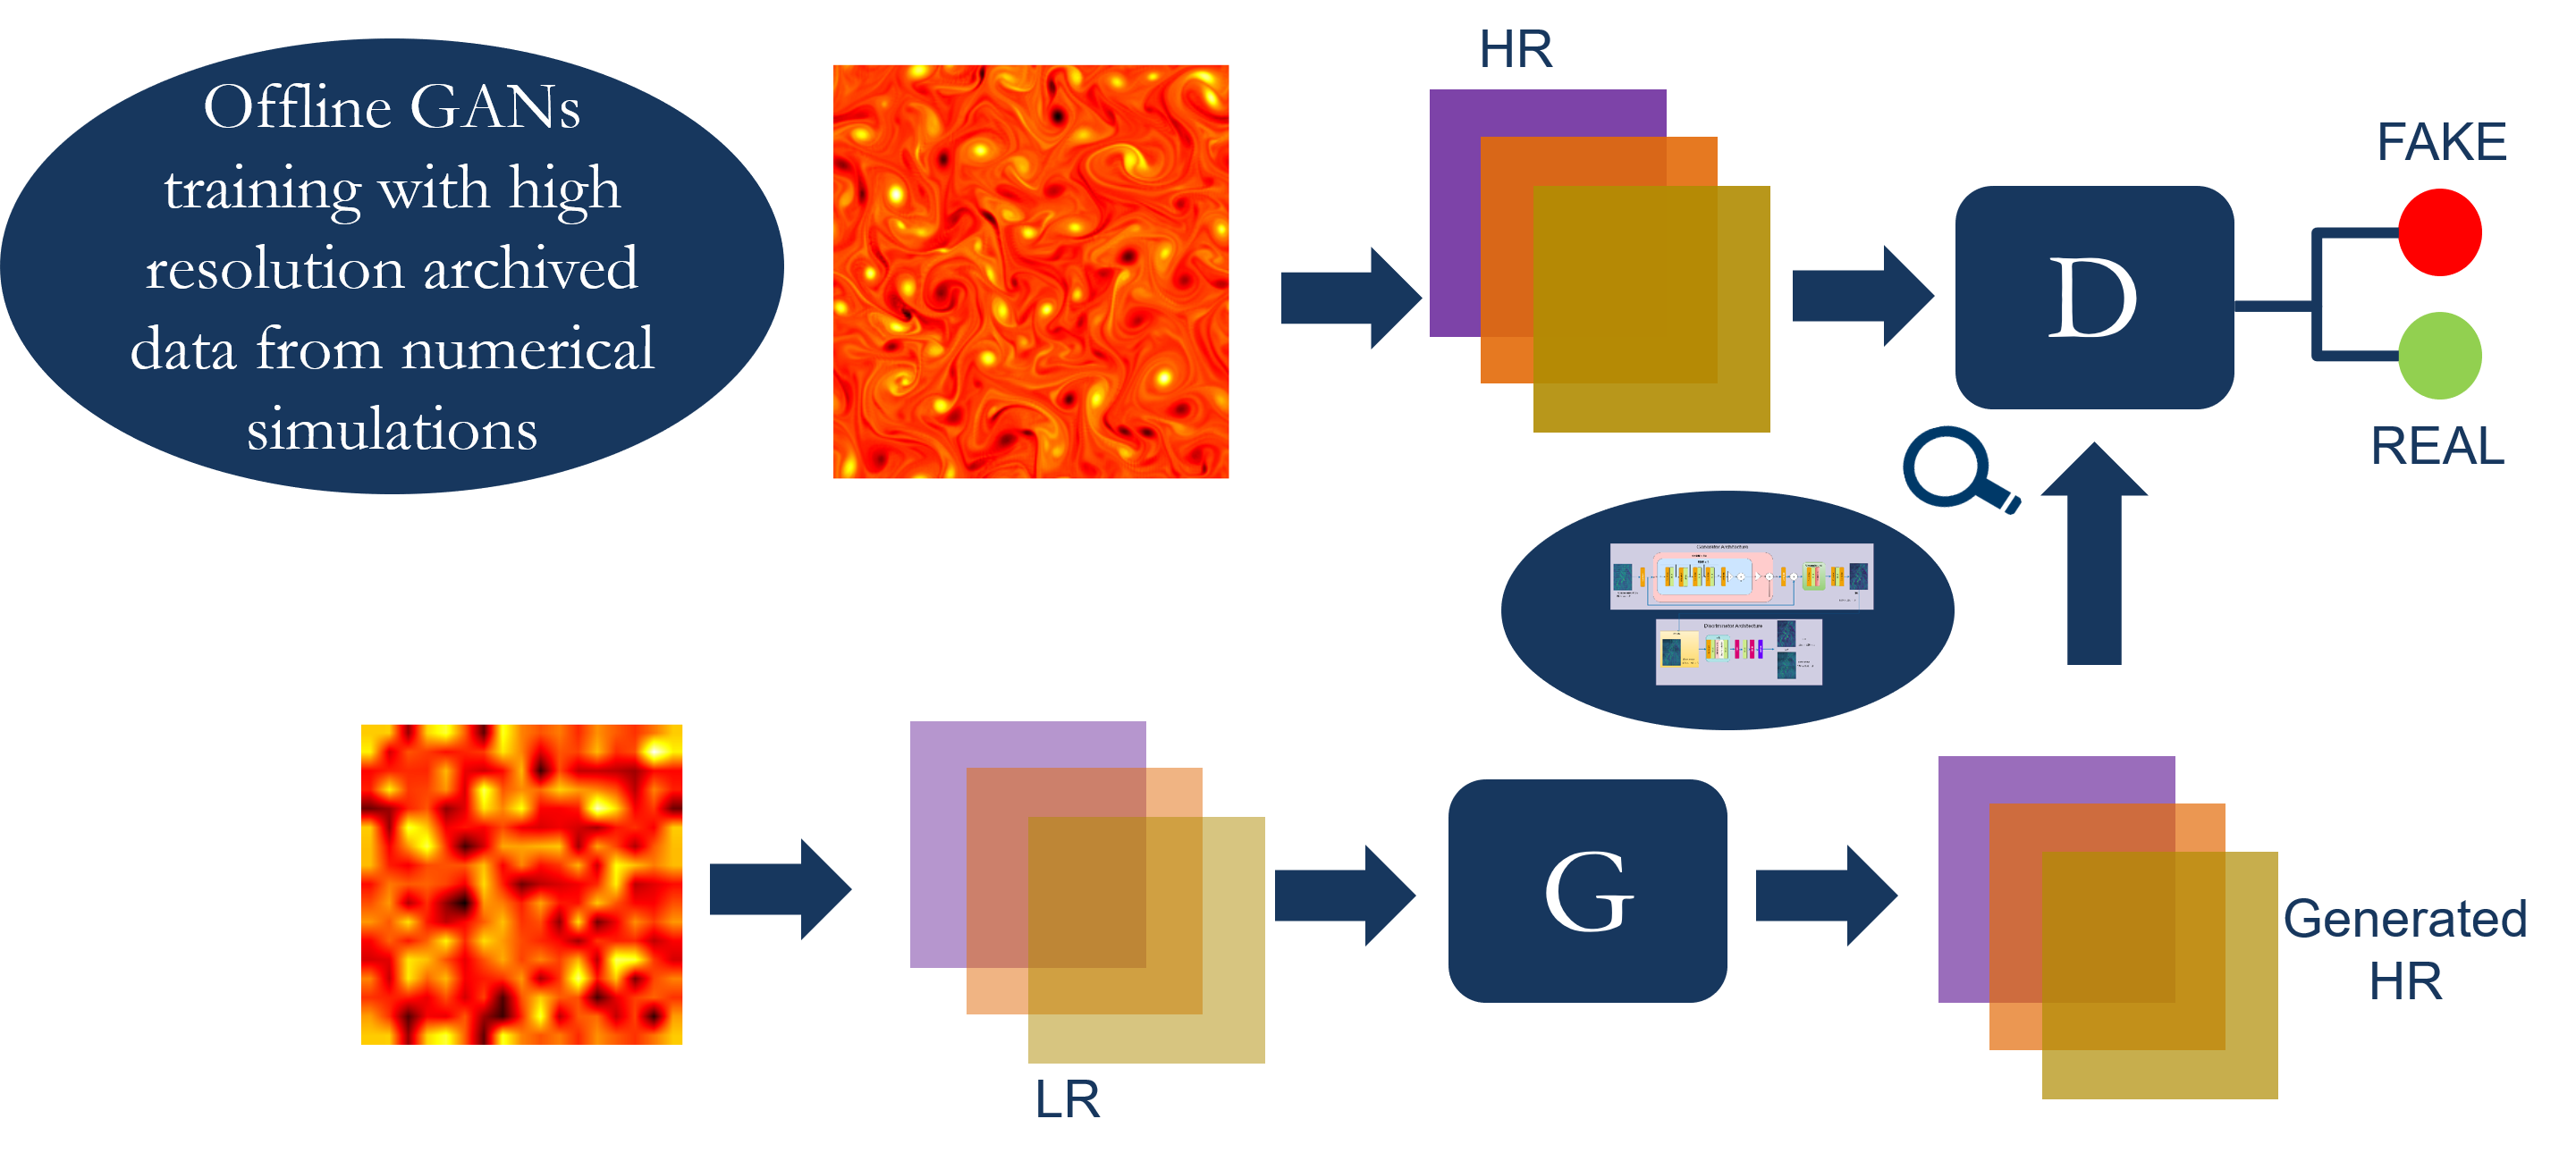 Offline GANs
training with high
resolution archived
data from numerical
simulations
HR
D
FAKE
REAL
Generator Architecture
Discriminator Architecture
LR
G
Generated
HR